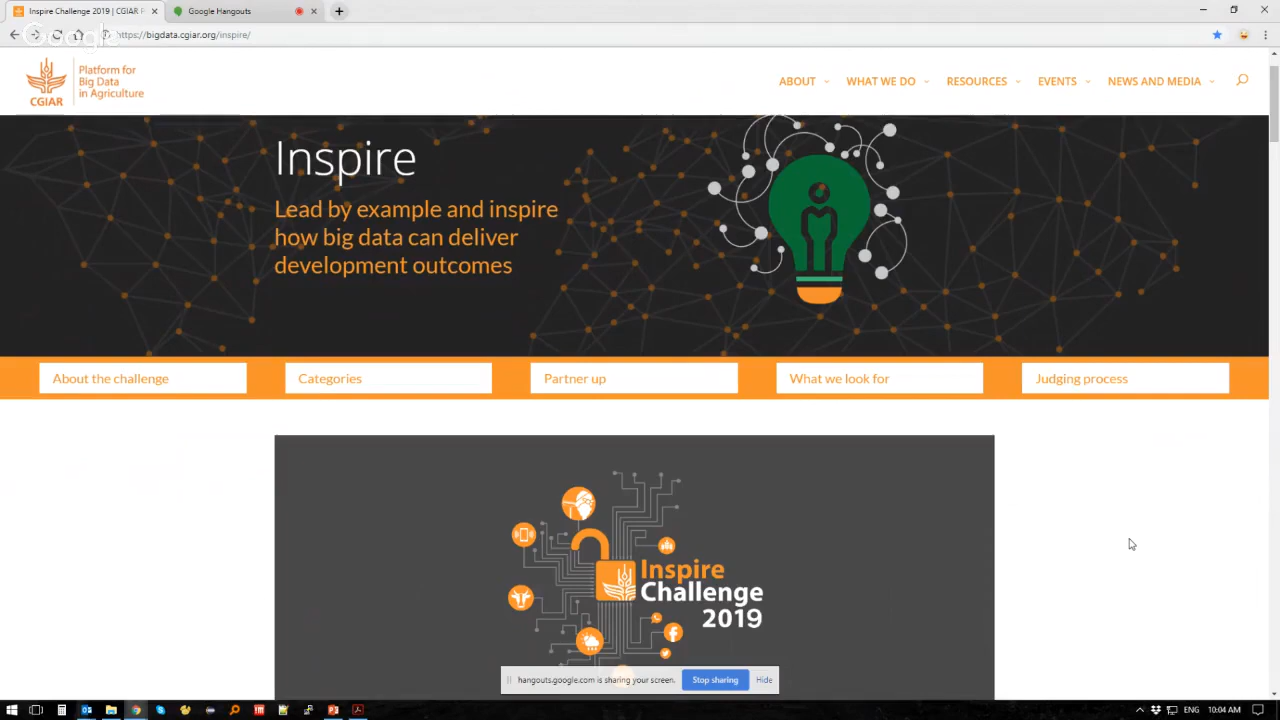 Inspire Challenge 2019 | CGIAR P
Google Hangouts
Google
https://bigdata.cgiar.org/inspire/
CGIAR
Platform for
Big Data
in Agriculture
ABOUT
WHAT WE DO
RESOURCES
EVENTS
NEWS AND MEDIA
Inspire
Lead by example and inspire
how big data can deliver
development outcomes
About the challenge
Categories
Partner up
What we look for
Judging process
Inspire
Challenge
2019
hangouts.google.com is sharing your screen.
Stop sharing
Hide
ENG
10:04 AM